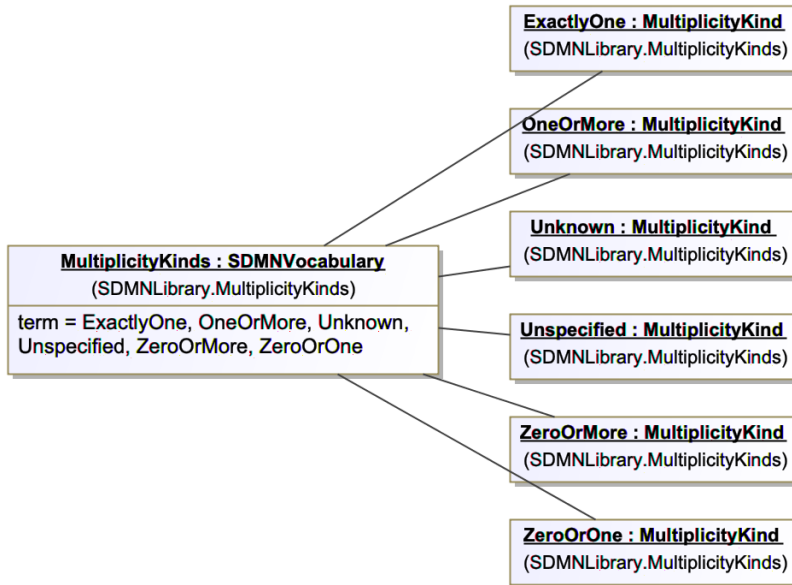 ExactlyOne : MultiplicityKind
(SDMNLibrary.MultiplicityKinds)
OneOrMore : MultiplicityKind
(SDMNLibrary.MultiplicityKinds)
Unknown : MultiplicityKind
(SDMNLibrary.MultiplicityKinds)
MultiplicityKinds : SDMNVocabulary
(SDMNLibrary.MultiplicityKinds)
term = ExactlyOne, OneOrMore, Unknown,
Unspecified, ZeroOrMore, ZeroOrOne
Unspecified : MultiplicityKind
(SDMNLibrary.MultiplicityKinds)
ZeroOrMore : MultiplicityKind
(SDMNLibrary.MultiplicityKinds)
ZeroOrOne : MultiplicityKind
(SDMNLibrary.MultiplicityKinds)